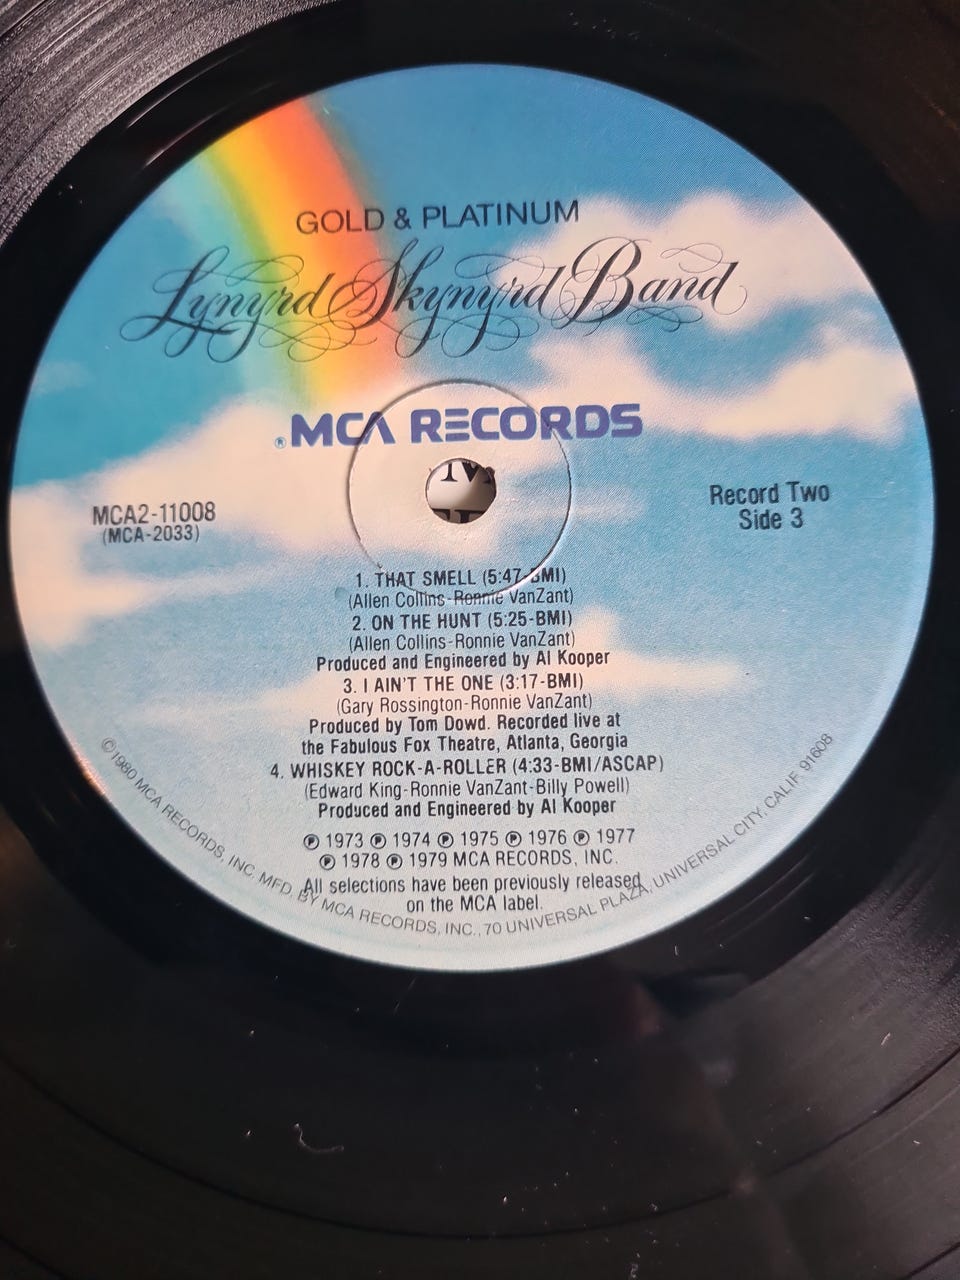 GOLD & PLATINUM
Lynyrd Skynyrd Band
® MCA RECORDS
MCA2-11008
(MCA-2033)
Record Two
Side 3
1. THAT SMELL (5:47-BMI)
(Allen Collins-Ronnie VanZant)
2. ON THE HUNT (5:25-BMI)
(Allen Collins-Ronnie VanZant)
Produced and Engineered by Al Kooper
3. I AIN'T THE ONE (3:17-BMI)
(Gary Rossington-Ronnie VanZant)
Produced by Tom Dowd. Recorded live at
the Fabulous Fox Theatre, Atlanta, Georgia
4. WHISKEY ROCK-A-ROLLER (4:33-BMI/ASCAP)
(Edward King-Ronnie VanZant-Billy Powell)
Produced and Engineered by Al Kooper
℗ 1973 ℗ 1974 ℗ 1975 ℗ 1976 ℗ 1977
℗ 1978 ℗ 1979 MCA RECORDS, INC.
All selections have been previously released
on the MCA label.
©1980 MCA RECORDS, INC. MFD. BY MCA RECORDS, INC., 70 UNIVERSAL PLAZA, UNIVERSAL CITY, CALIF. 91608